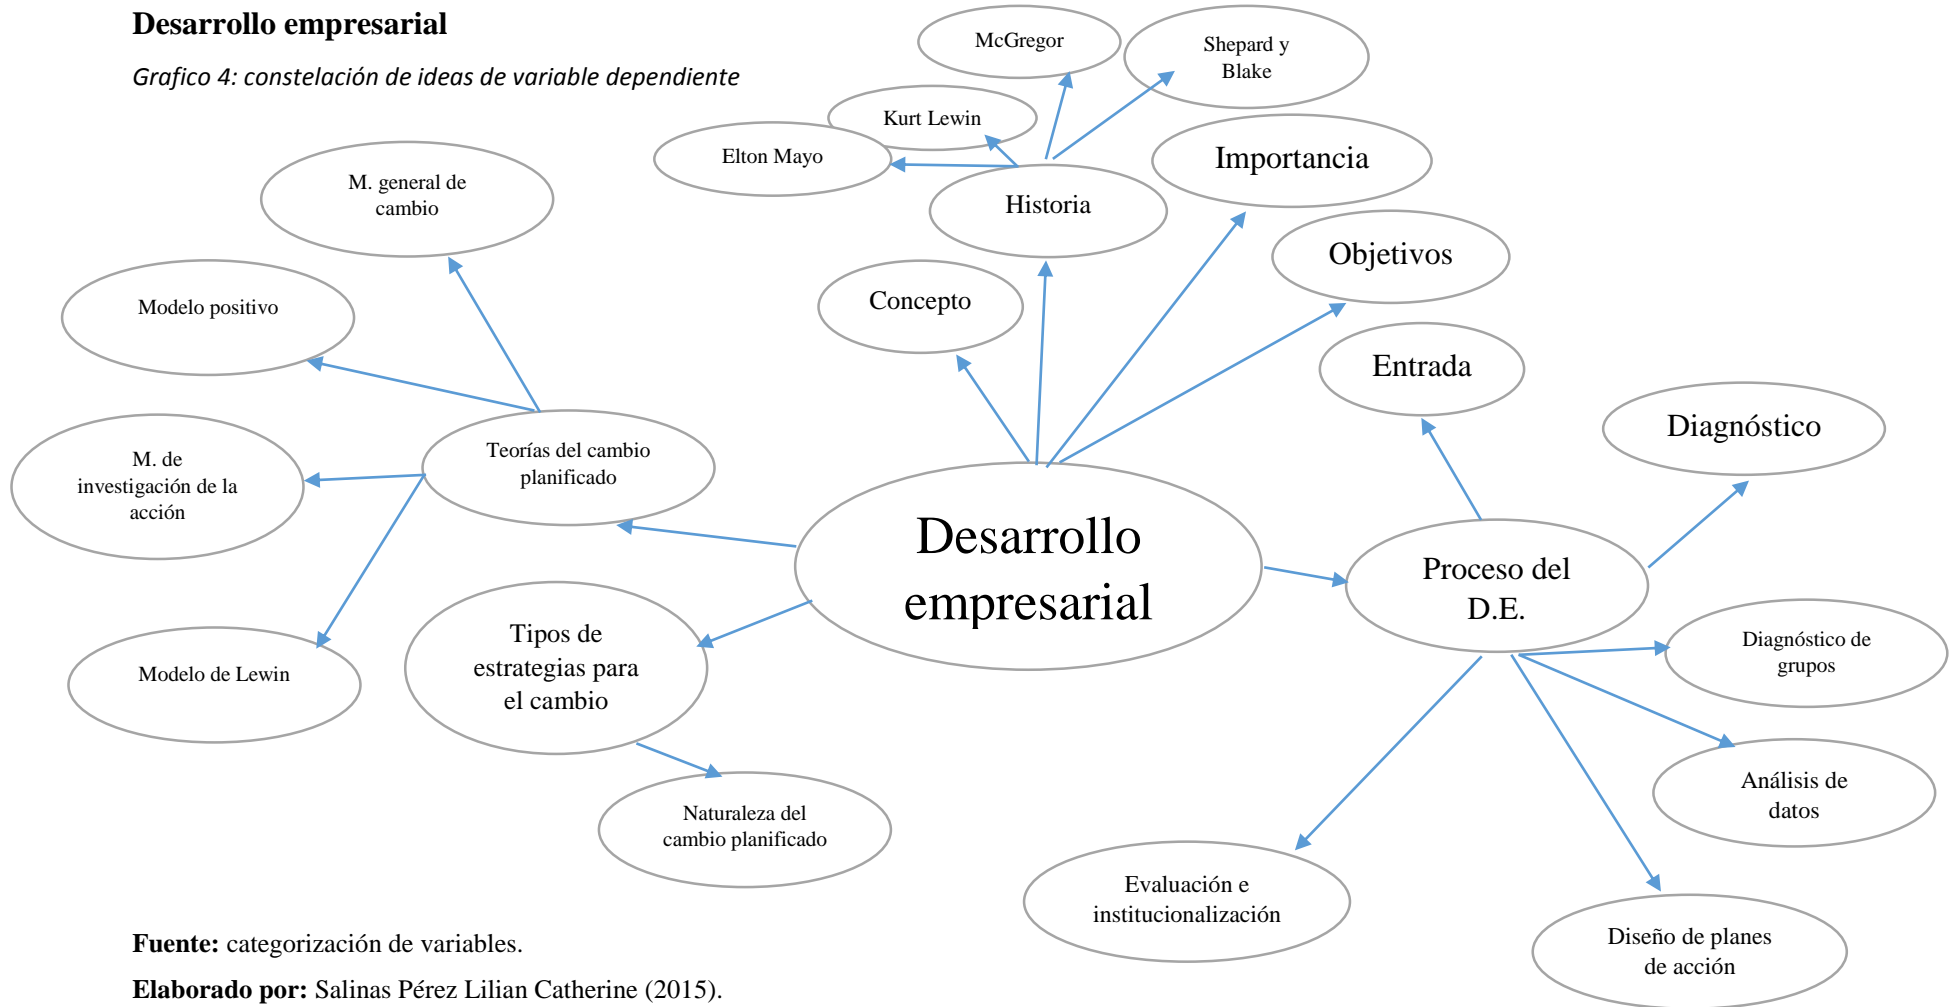 Desarrollo empresarial
Grafico 4: constelación de ideas de variable dependiente
McGregor
Shepard y
Blake
Kurt Lewin
Elton Mayo
Importancia
M. general de
cambio
Historia
Objetivos
Concepto
Modelo positivo
Entrada
Diagnóstico
Teorías del cambio
planificado
M. de
investigación de la
acción
Desarrollo
empresarial
Proceso del
D.E.
Tipos de
estrategias para
el cambio
Diagnóstico de
grupos
Modelo de Lewin
Análisis de
datos
Naturaleza del
cambio planificado
Evaluación e
institucionalización
Diseño de planes
de acción
Fuente: categorización de variables.
Elaborado por: Salinas Pérez Lilian Catherine (2015).